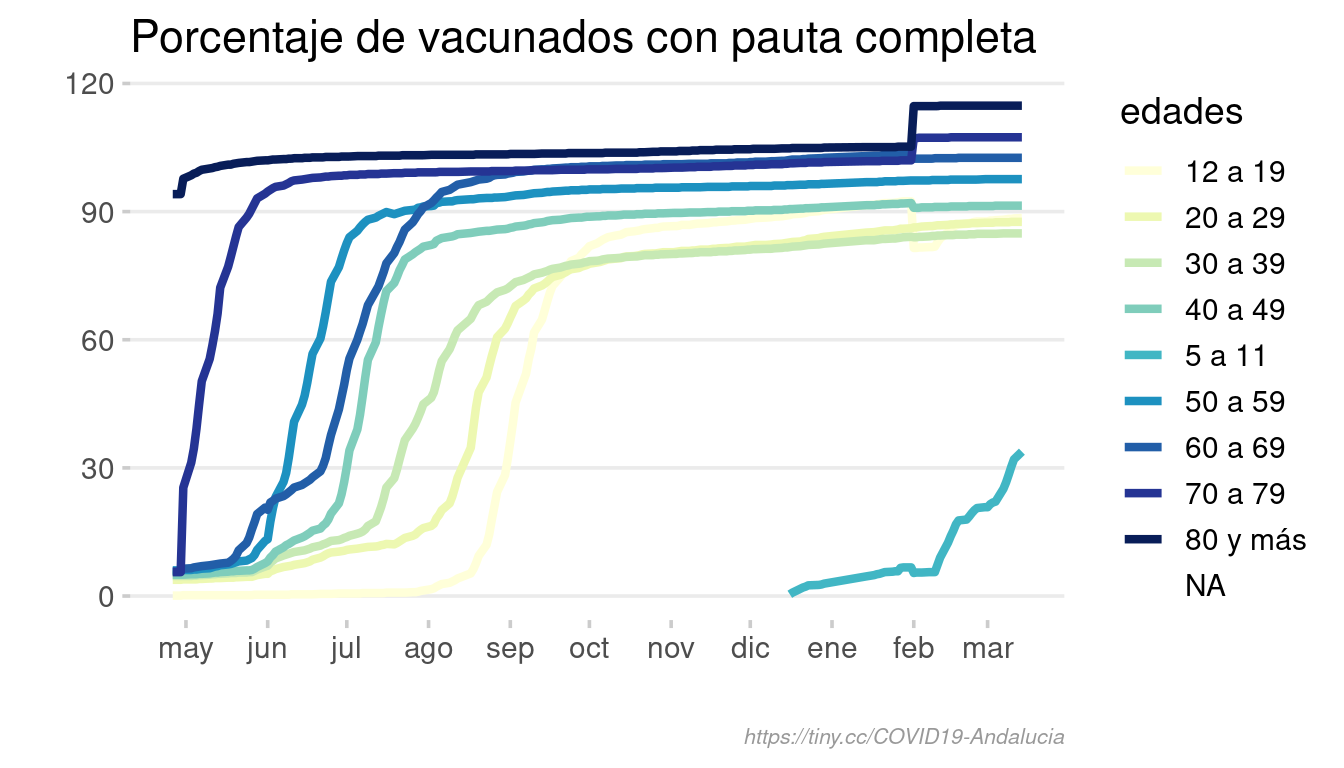 Porcentaje de vacunados con pauta completa
120
90
60
30
0
may jun jul ago sep oct nov dic ene feb mar
edades
12 a 19
20 a 29
30 a 39
40 a 49
5 a 11
50 a 59
60 a 69
70 a 79
80 y más
NA
https://tiny.cc/COVID19-Andalucia